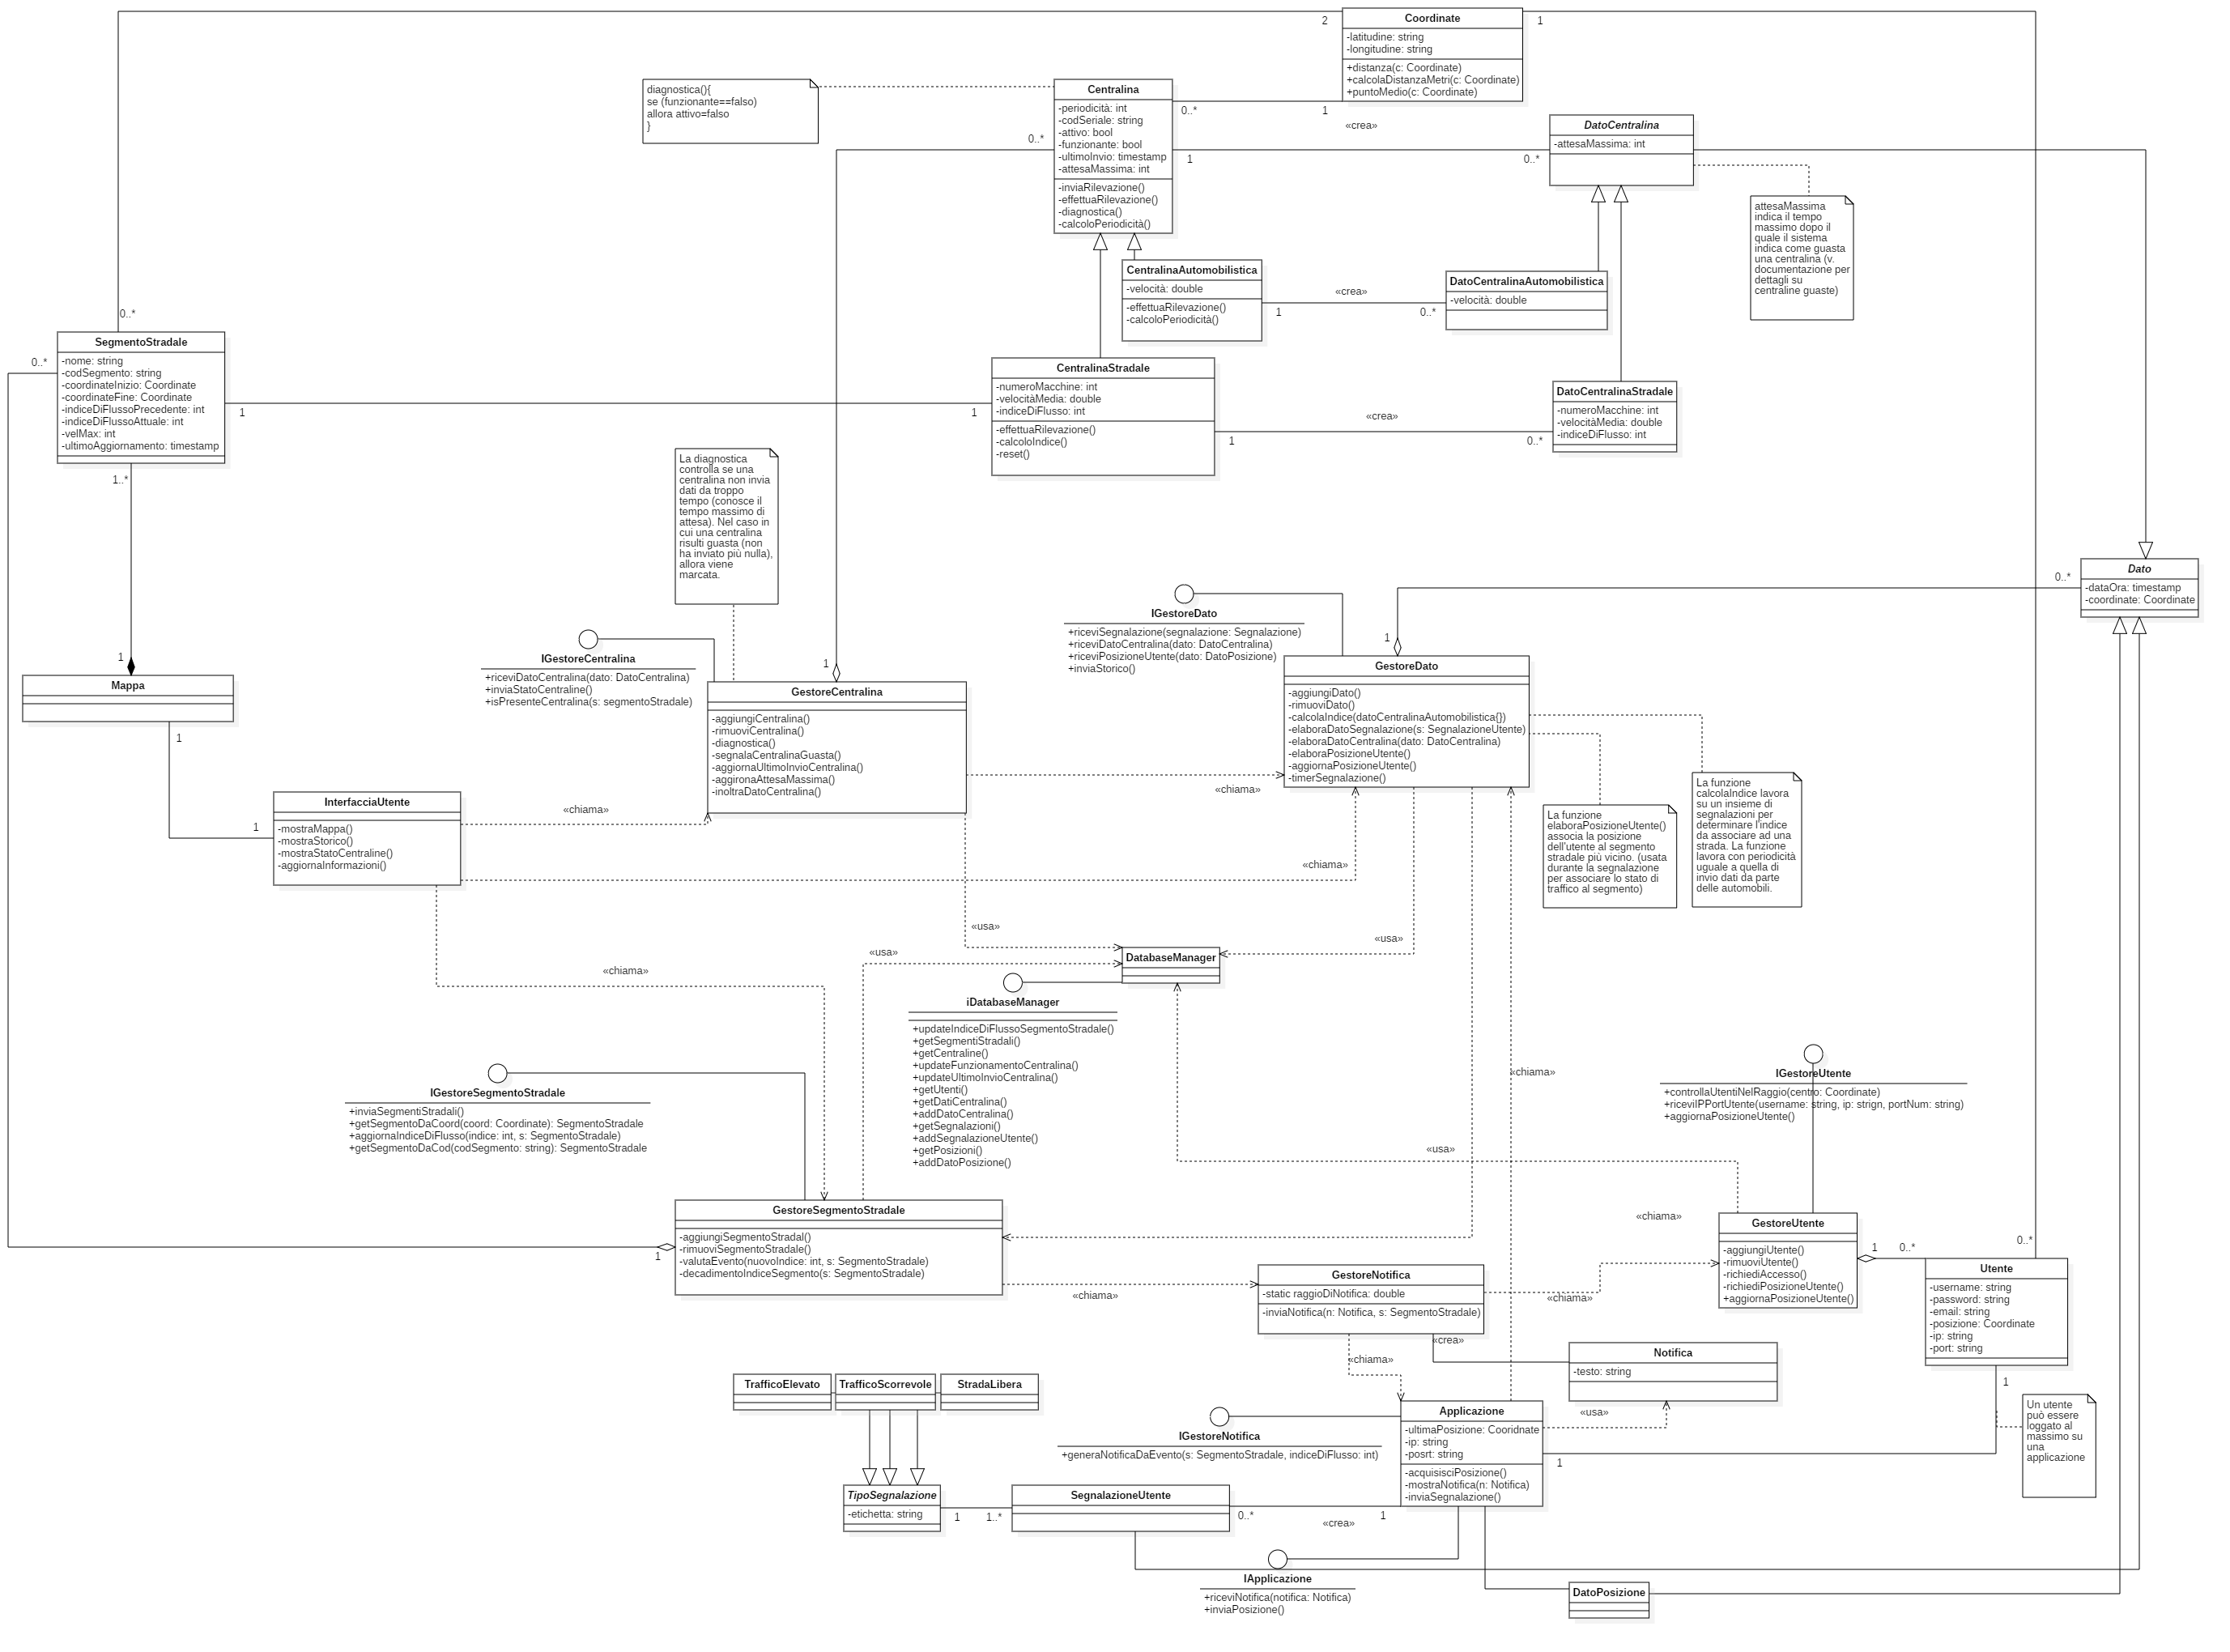 2
Coordinate
1
-latitudine: string
-longitudine: string
+distanza(c: Coordinate)
+calcolaDistanzaMetri(c: Coordinate)
+puntoMedio(c: Coordinate)
diagnostica(){
se (funzionante==falso)
allora attivo=falso
}
Centralina
-periodicità: int
-codSeriale: string
-attivo: bool
-funzionante: bool
-ultimoInvio: timestamp
-attesaMassima: int
-inviaRilevazione()
-effettuaRilevazione()
-diagnostica()
-calcoloPeriodicità()
0..*
1
0..*
«crea»
1
0..*
DatoCentralina
-attesaMassima: int
attesaMassima
indica il tempo
massimo dopo il
quale il sistema
indica come guasta
una centralina (v.
documentazione per
dettagli su
centraline guaste)
CentralinaAutomobilistica
-velocità: double
-effettuaRilevazione()
-calcoloPeriodicità()
«crea»
1
0..*
DatoCentralinaAutomobilistica
-velocità: double
0..*
SegmentoStradale
-nome: string
-codSegmento: string
-coordinateInizio: Coordinate
-coordinateFine: Coordinate
-indiceDiFlussoPrecedente: int
-indiceDiFlussoAttuale: int
-velMax: int
-ultimoAggiornamento: timestamp
0..*
1
1
CentralinaStradale
-numeroMacchine: int
-velocitàMedia: double
-indiceDiFlusso: int
-effettuaRilevazione()
-calcoloIndice()
-reset()
«crea»
1
0..*
DatoCentralinaStradale
-numeroMacchine: int
-velocitàMedia: double
-indiceDiFlusso: int
1..*
La diagnostica
controlla se una
centralina non invia
dati da troppo
tempo (conosce il
tempo massimo di
attesa). Nel caso in
cui una centralina
risulti guasta (non
ha inviato più nulla),
allora viene
marcata.
0..*
Dato
-dataOra: timestamp
-coordinate: Coordinate
IGestoreDato
+riceviSegnalazione(segnalazione: Segnalazione)
+riceviDatoCentralina(dato: DatoCentralina)
+riceviPosizioneUtente(dato: DatoPosizione)
+inviaStorico()
1
IGestoreCentralina
+riceviDatoCentralina(dato: DatoCentralina)
+inviaStatoCentraline()
+isPresenteCentralina(s: segmentoStradale)
1
1
Mappa
1
GestoreCentralina
-aggiungiCentralina()
-rimuoviCentralina()
-diagnostica()
-segnalaCentralinaGuasta()
-aggiornaUltimoInvioCentralina()
-aggironaAttesaMassima()
-inoltraDatoCentralina()
GestoreDato
-aggiungiDato()
-rimuoviDato()
-calcolaIndice(datoCentralinaAutomobilistica{})
-elaboraDatoSegnalazione(s: SegnalazioneUtente)
-elaboraDatoCentralina(dato: DatoCentralina)
-elaboraPosizioneUtente()
-aggiornaPosizioneUtente()
-timerSegnalazione()
«chiama»
La funzione
calcolaIndice lavora
su un insieme di
segnalazioni per
determinare l'indice
da associare ad una
strada. La funzione
lavora con periodicità
uguale a quella di
invio dati da parte
delle automobili.
La funzione
elaboraPosizioneUtente()
associa la posizione
dell'utente al segmento
stradale più vicino. (usata
durante la segnalazione
per associare lo stato di
traffico al segmento)
1
InterfacciaUtente
-mostraMappa()
-mostraStorico()
-mostraStatoCentraline()
-aggiornaInformazioni()
«chiama»
«chiama»
«usa»
«usa»
«usa»
«chiama»
DatabaseManager
iDatabaseManager
+updateIndiceDiFlussoSegmentoStradale()
+getSegmentiStradali()
+getCentraline()
+updateFunzionamentoCentralina()
+updateUltimoInvioCentralina()
+getUtenti()
+getDatiCentralina()
+addDatoCentralina()
+getSegnalazioni()
+addSegnalazioneUtente()
+getPosizioni()
+addDatoPosizione()
«chiama»
IGestoreUtente
+controllaUtentiNelRaggio(centro: Coordinate)
+riceviIPPortUtente(username: string, ip: strign, portNum: string)
+aggiornaPosizioneUtente()
IGestoreSegmentoStradale
+inviaSegmentiStradali()
+getSegmentoDaCoord(coord: Coordinate): SegmentoStradale
+aggiornaIndiceDiFlusso(indice: int, s: SegmentoStradale)
+getSegmentoDaCod(codSegmento: string): SegmentoStradale
«usa»
GestoreSegmentoStradale
-aggiungiSegmentoStradal()
-rimuoviSegmentoStradale()
-valutaEvento(nuovoIndice: int, s: SegmentoStradale)
-decadimentoIndiceSegmento(s: SegmentoStradale)
1
«chiama»
«chiama»
GestoreUtente
-aggiungiUtente()
-rimuoviUtente()
-richiediAccesso()
-richiediPosizioneUtente()
+aggiornaPosizioneUtente()
1
0..*
0..*
Utente
-username: string
-password: string
-email: string
-posizione: Coordinate
-ip: string
-port: string
GestoreNotifica
-static raggioDiNotifica: double
-inviaNotifica(n: Notifica, s: SegmentoStradale)
«chiama»
«crea»
«chiama»
Notifica
-testo: string
1
Un utente
può essere
loggato al
massimo su
una
applicazione
TrafficoElevato
TrafficoScorrevole
StradaLibera
IGestoreNotifica
+generaNotificaDaEvento(s: SegmentoStradale, indiceDiFlusso: int)
Applicazione
-ultimaPosizione: Cooridnate
-ip: string
-posrt: string
-acquisisciPosizione()
-mostraNotifica(n: Notifica)
-inviaSegnalazione()
«usa»
1
TipoSegnalazione
-etichetta: string
1
1..*
SegnalazioneUtente
0..*
«crea»
1
IApplicazione
+riceviNotifica(notifica: Notifica)
+inviaPosizione()
DatoPosizione